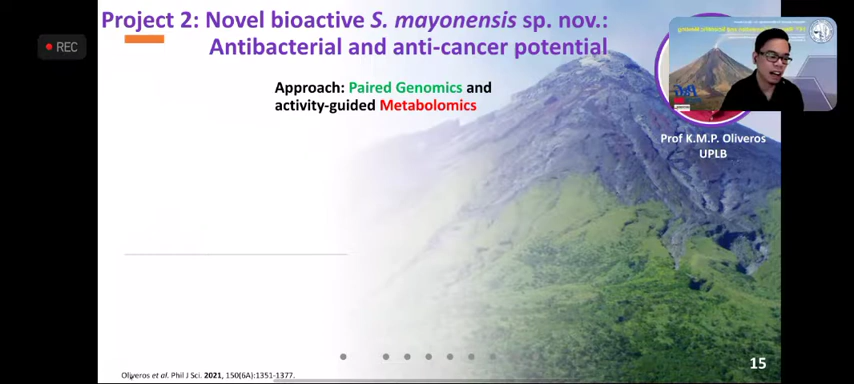 Project 2: Novel bioactive S. mayonensis sp. nov.:
Antibacterial and anti-cancer potential
REC
Approach: Paired Genomics and
activity-guided Metabolomics
Prof K.M.P. Oliveros
UPLB
15
Oliveros et al. Phil J Sci. 2021, 150(6A):1351-1377.